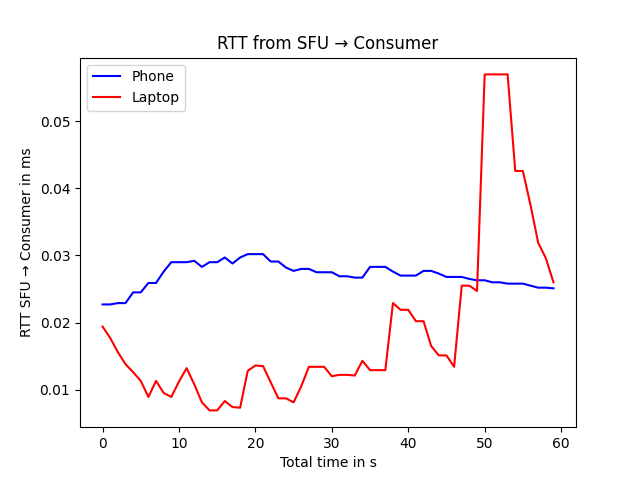 RTT from SFU → Consumer
Phone
Laptop
RTT SFU → Consumer in ms
0.05
0.04
0.03
0.02
0.01
0 10 20 30 40 50 60
Total time in s